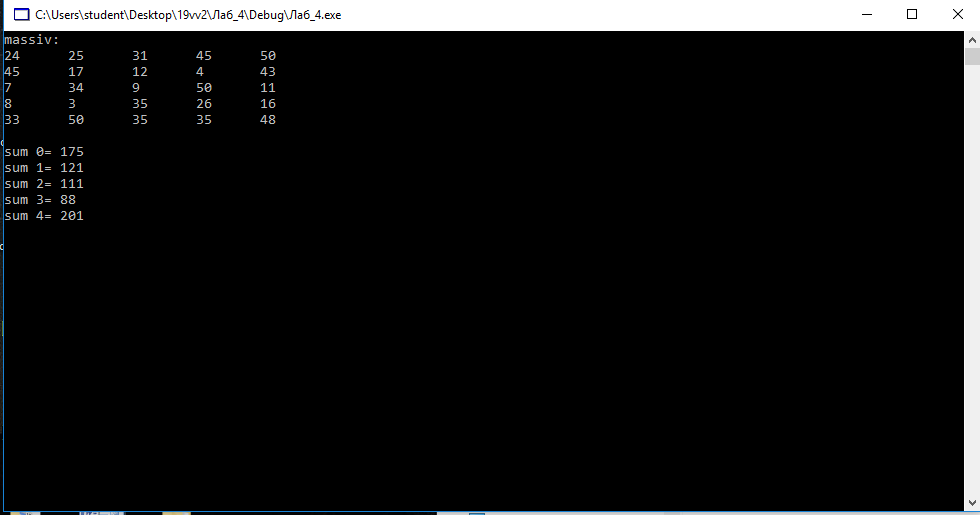 C:\Users\student\Desktop\19vv2\Лаб_4\Debug\Лаб_4.exe
massiv:
24 25 31 45 50
45 17 12 4 43
7 34 9 50 11
8 3 35 26 16
33 50 35 35 48
sum 0= 175
sum 1= 121
sum 2= 111
sum 3= 88
sum 4= 201